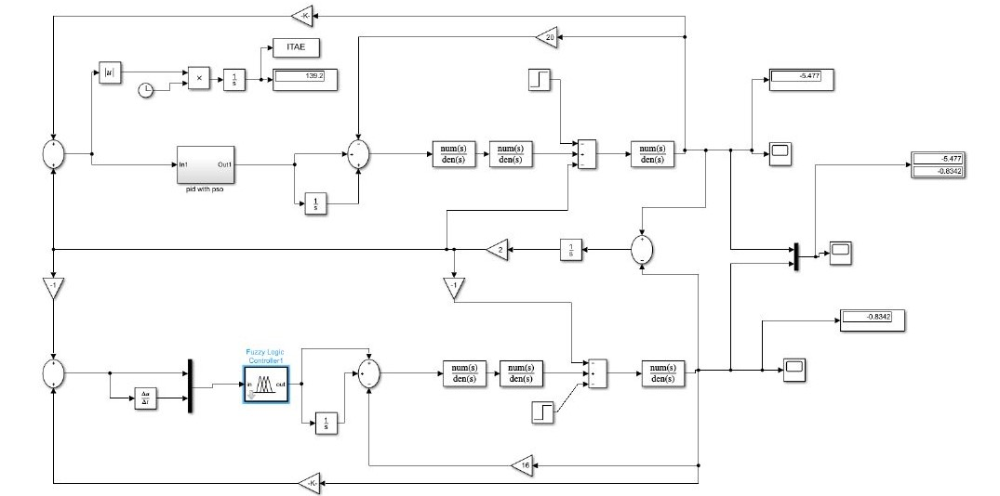 -K-
20
ITAE
|u|
×
1
s
139.2
-5.477
In1
Out1
pid with pso
num(s)
den(s)
num(s)
den(s)
num(s)
den(s)
1
s
-5.477
-0.8342
2
1
s
-1
-1
-0.8342
Fuzzy Logic
Controller1
in
out
Δu
Δt
num(s)
den(s)
num(s)
den(s)
num(s)
den(s)
1
s
16
-K-